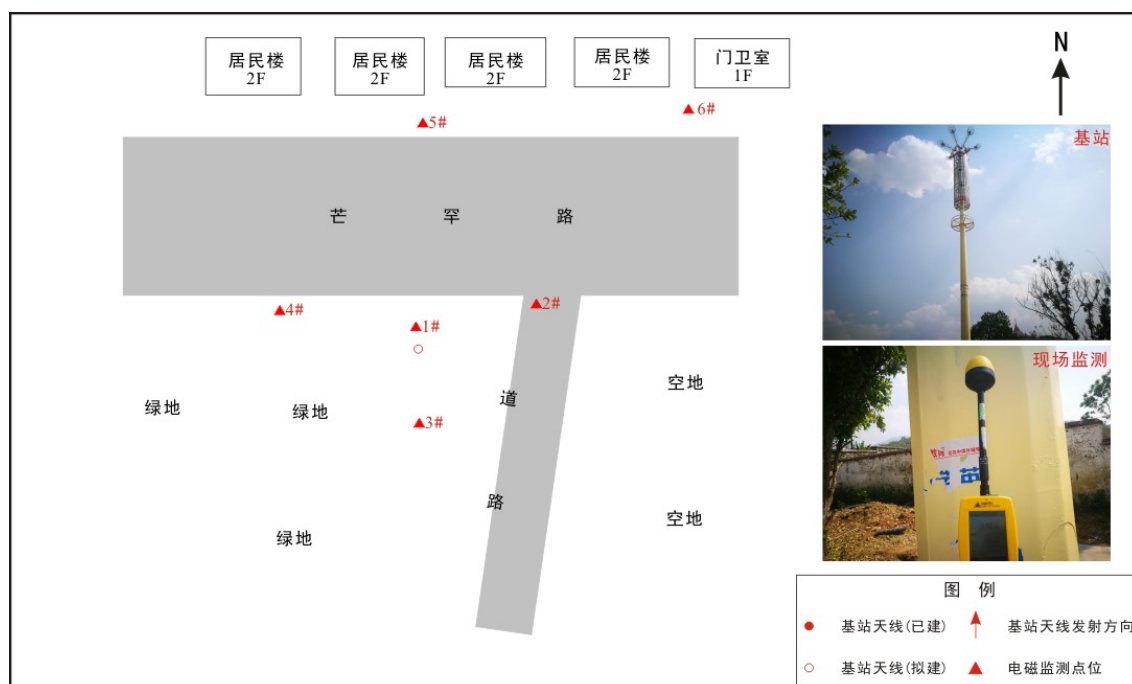 居民楼
2F
居民楼
2F
居民楼
2F
居民楼
2F
门卫室
1F
N
5#
6#
基站
芒 罕 路
4#
2#
1#
现场监测
绿地
绿地
3#
道
路
空地
绿地
空地
图 例
基站天线(已建)
基站天线发射方向
基站天线(拟建)
电磁监测点位